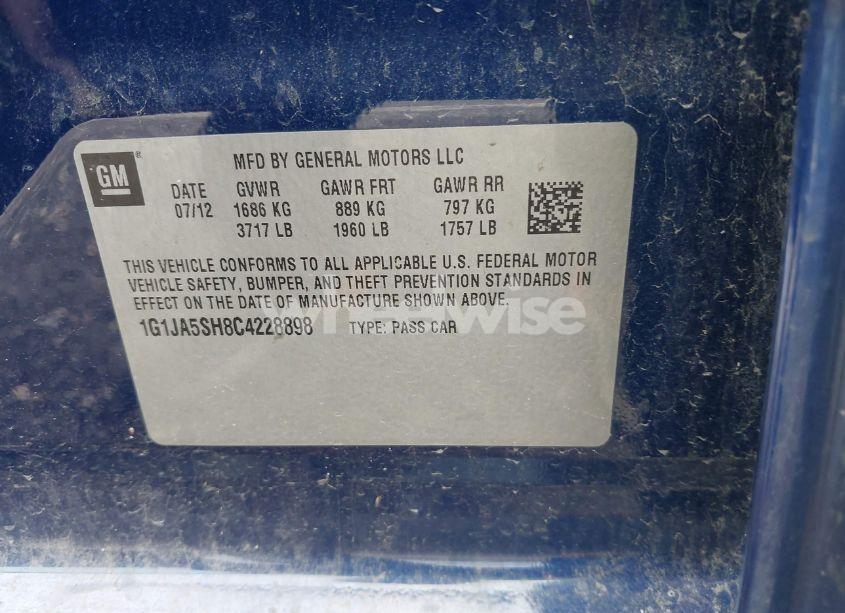 GM
®
MFD BY GENERAL MOTORS LLC
DATE GVWR GAWR FRT GAWR RR
07/12 1686 KG 889 KG 797 KG
3717 LB 1960 LB 1757 LB
THIS VEHICLE CONFORMS TO ALL APPLICABLE U.S. FEDERAL MOTOR
VEHICLE SAFETY, BUMPER, AND THEFT PREVENTION STANDARDS IN
EFFECT ON THE DATE OF MANUFACTURE SHOWN ABOVE.
1G1JA5SH8C4228898 TYPE: PASS CAR
wheelwise